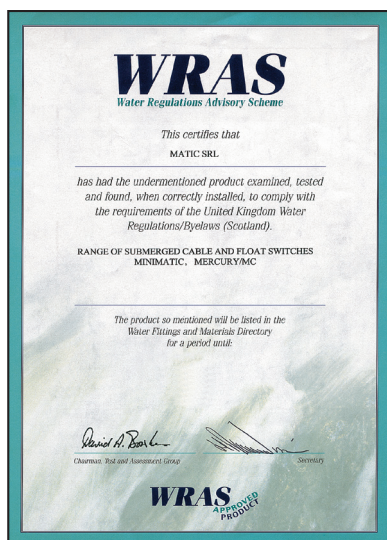 WRAS
Water Regulations Advisory Scheme
This certifies that
MATIC SRL
has had the undermentioned product examined, tested
and found, when correctly installed, to comply with
the requirements of the United Kingdom Water
Regulations/Byelaws (Scotland).
RANGE OF SUBMERGED CABLE AND FLOAT SWITCHES
MINIMATIC, MERCURY/MC
The product so mentioned will be listed in the
Water Fittings and Materials Directory
for a period until:
Chairman, Test and Assessment Group
Secretary
WRAS
APPROVED
PRODUCT